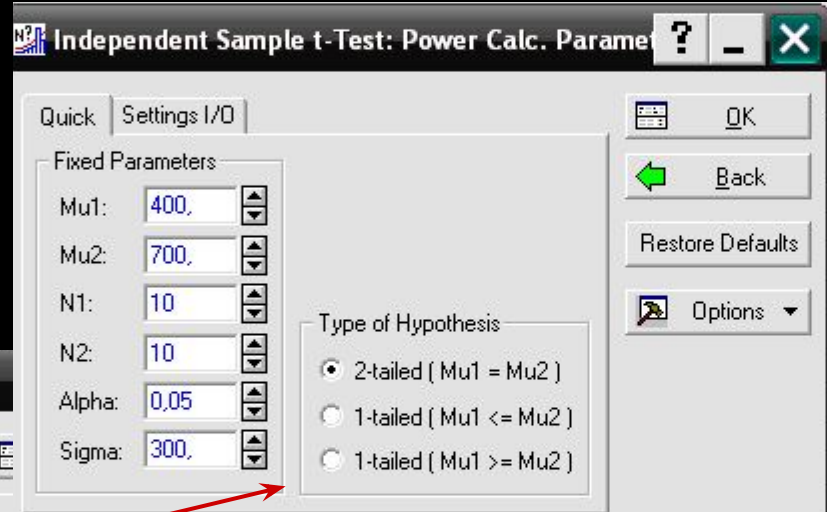 Independent Sample t-Test: Power Calc. Paramet
Quick
Settings I/O
Fixed Parameters
Mu1: 400,
Mu2: 700,
N1: 10
N2: 10
Alpha: 0,05
Sigma: 300,
Type of Hypothesis
2-tailed ( Mu1 = Mu2 )
1-tailed ( Mu1 <= Mu2 )
1-tailed ( Mu1 >= Mu2 )
OK
Back
Restore Defaults
Options